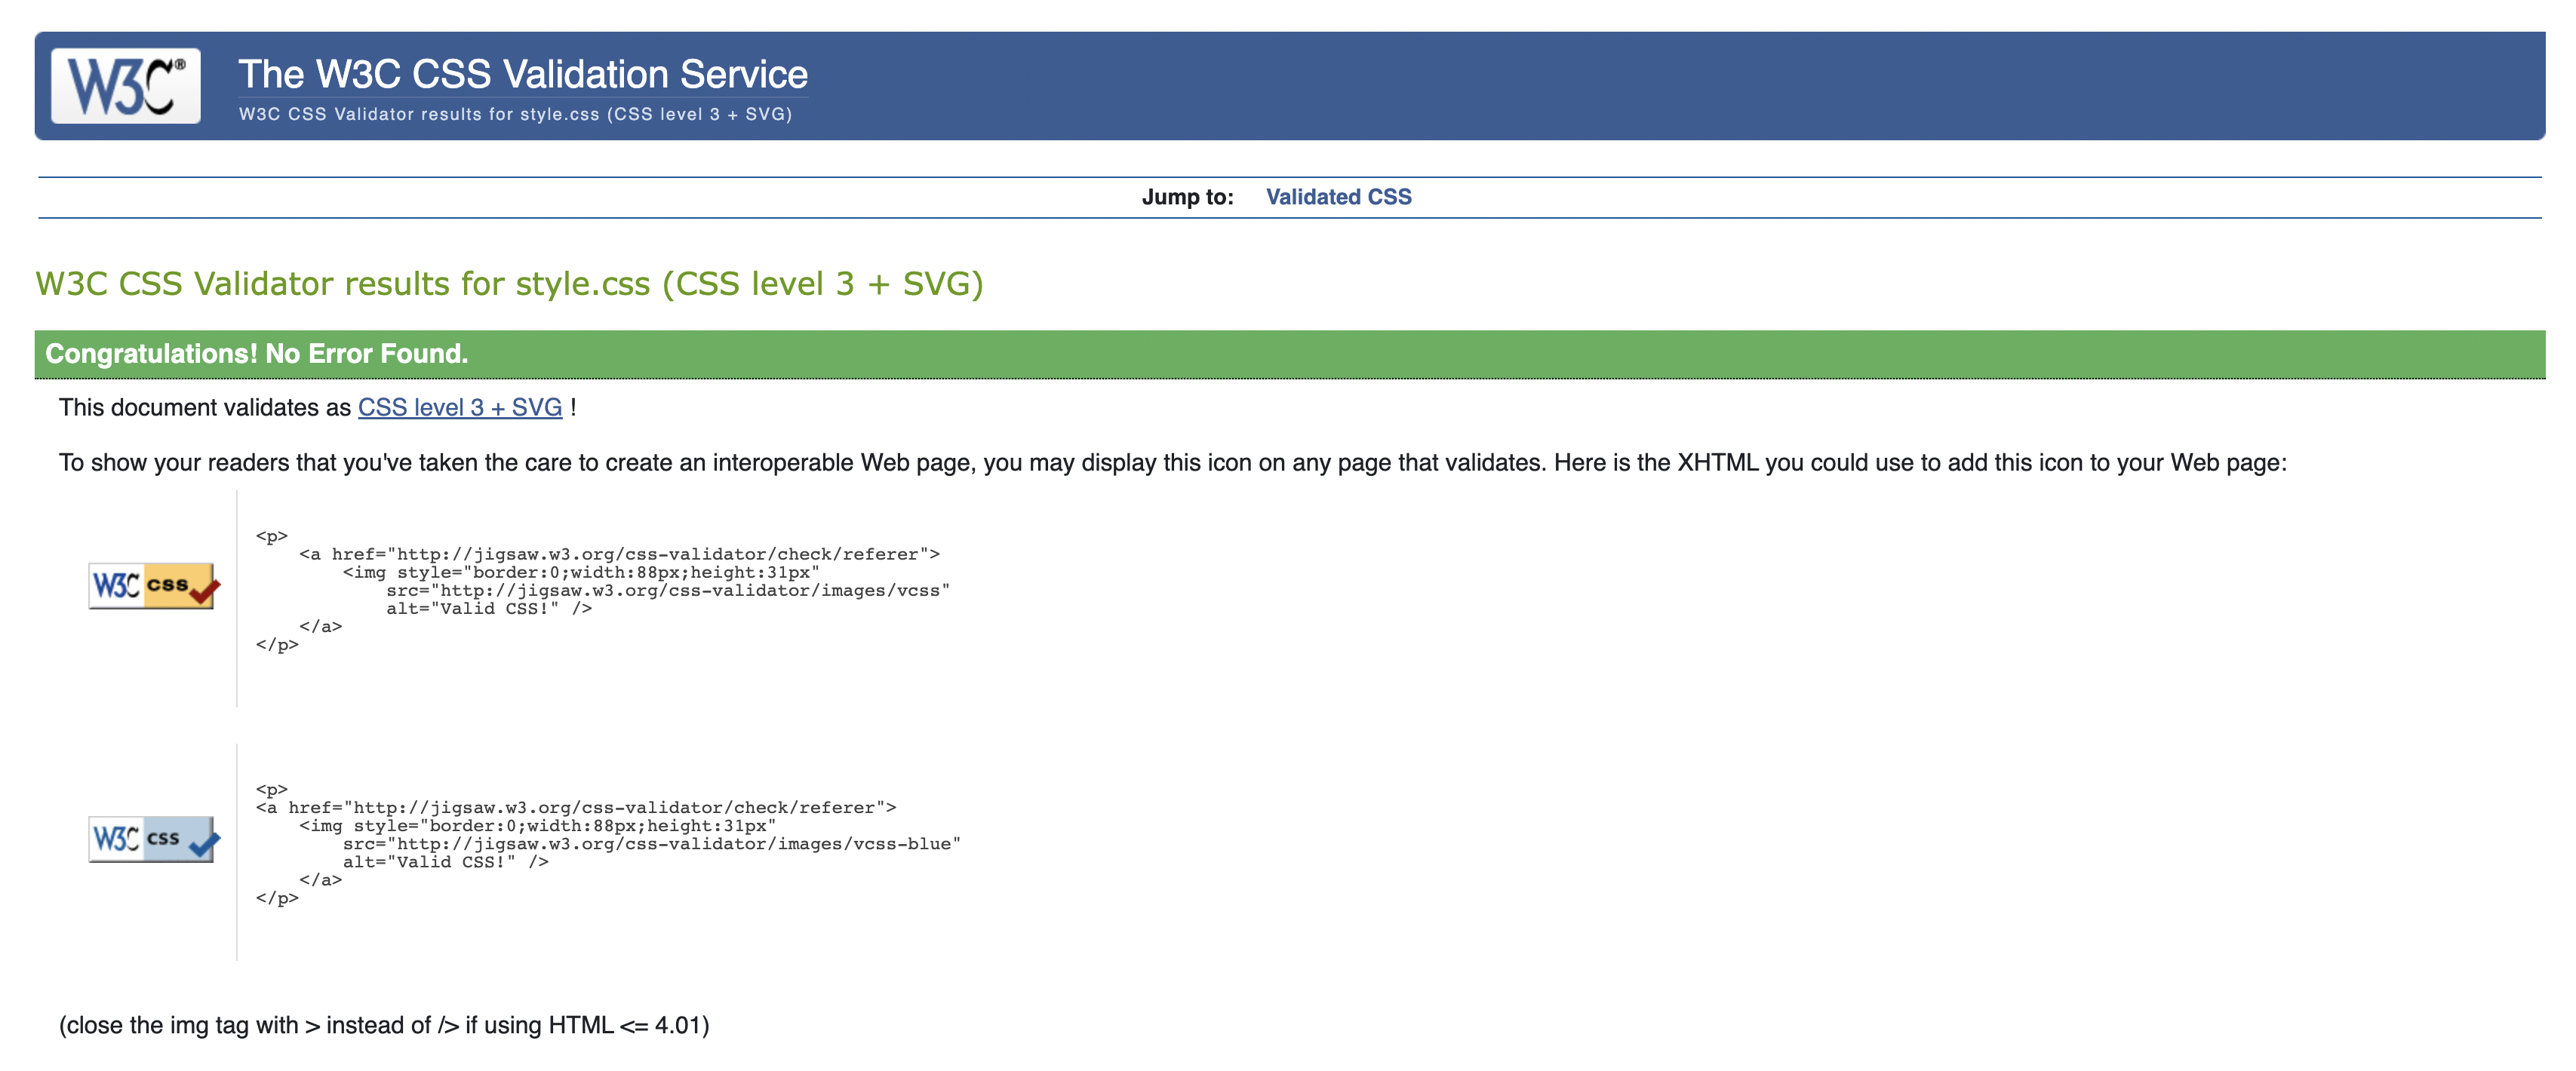 W3C®
The W3C CSS Validation Service
W3C CSS Validator results for style.css (CSS level 3 + SVG)
Jump to: Validated CSS
W3C CSS Validator results for style.css (CSS level 3 + SVG)
Congratulations! No Error Found.
This document validates as CSS level 3 + SVG !
To show your readers that you've taken the care to create an interoperable Web page, you may display this icon on any page that validates. Here is the XHTML you could use to add this icon to your Web page:
W3C css
<p>
    <a href="http://jigsaw.w3.org/css-validator/check/referer">
        <img style="border:0;width:88px;height:31px"
            src="http://jigsaw.w3.org/css-validator/images/vcss"
            alt="Valid CSS!" />
    </a>
</p>
W3C css
<p>
<a href="http://jigsaw.w3.org/css-validator/check/referer">
    <img style="border:0;width:88px;height:31px"
        src="http://jigsaw.w3.org/css-validator/images/vcss-blue"
        alt="Valid CSS!" />
    </a>
</p>
(close the img tag with > instead of /> if using HTML <= 4.01)